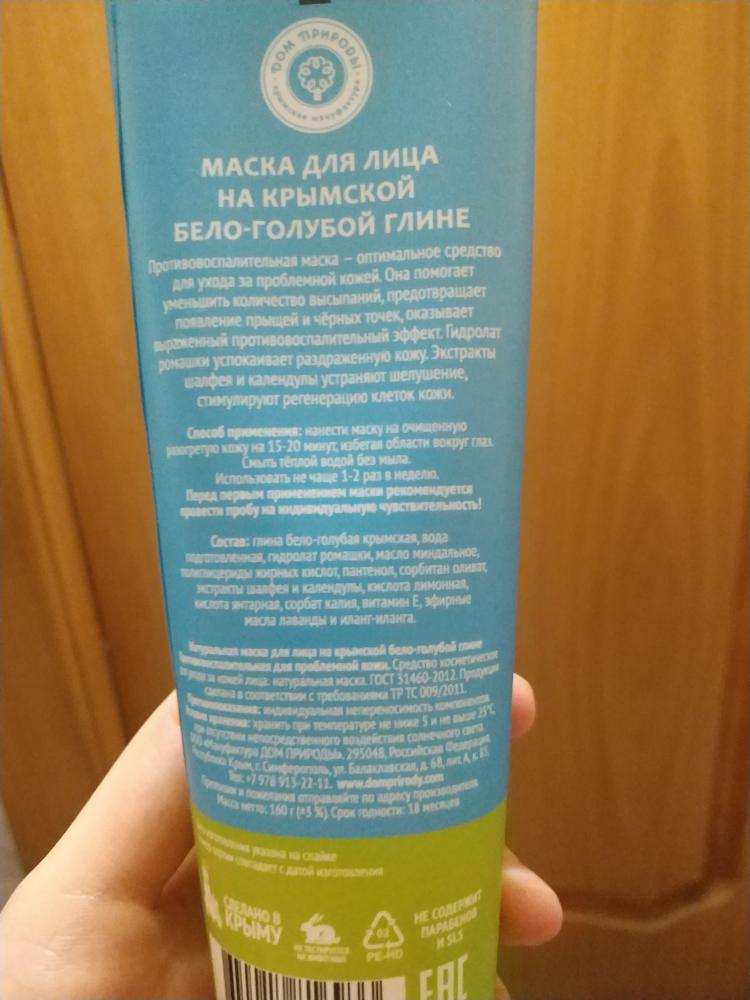 ДОМ ПРИРОДЫ
крымская мануфактура
МАСКА ДЛЯ ЛИЦА
НА КРЫМСКОЙ
БЕЛО-ГОЛУБОЙ ГЛИНЕ
Противовоспалительная маска – оптимальное средство
для ухода за проблемной кожей. Она помогает
уменьшить количество высыпаний, предотвращает
появление прыщей и чёрных точек, оказывает
выраженный противовоспалительный эффект. Гидролат
ромашки успокаивает раздраженную кожу. Экстракты
шалфея и календулы устраняют шелушение,
стимулируют регенерацию клеток кожи.
Способ применения: нанести маску на очищенную
разогретую кожу на 15-20 минут, избегая области вокруг глаз.
Смыть тёплой водой без мыла.
Использовать не чаще 1-2 раз в неделю.
Перед первым применением маски рекомендуется
провести пробу на индивидуальную чувствительность!
Состав: глина бело-голубая крымская, вода
подготовленная, гидролат ромашки, масло миндальное,
полиглицериды жирных кислот, пантенол, сорбитан оливат,
экстракты шалфея и календулы, кислота лимонная,
кислота янтарная, сорбат калия, витамин Е, эфирные
масла лаванды и иланг-иланга.
Натуральная маска для лица на крымской бело-голубой глине
Противовоспалительная для проблемной кожи. Средство косметическое
для ухода за кожей лица: натуральная маска. ГОСТ 31460-2012. Продукция
сделана в соответствии с требованиями ТР ТС 009/2011.
Противопоказания: индивидуальная непереносимость компонентов.
Условия хранения: хранить при температуре не ниже 5 и не выше 25°С,
при отсутствии непосредственного воздействия солнечного света.
ООО «Мануфактура ДОМ ПРИРОДЫ». 295048, Российская Федерация,
Республика Крым, г. Симферополь, ул. Балаклавская, д. 68, лит. А, к. 85.
Тел.: +7 978 913-22-11. www.domprirody.com
Претензии и пожелания отправляйте по адресу производителя.
Масса нетто: 160 г (±3 %). Срок годности: 18 месяцев
изготовления указана на спайке
партии совпадает с датой изготовления
СДЕЛАНО В
КРЫМУ
НЕ ТЕСТИРУЕТСЯ
НА ЖИВОТНЫХ
02
PE-HD
НЕ СОДЕРЖИТ
ПАРАБЕНОВ
И SLS
EAC